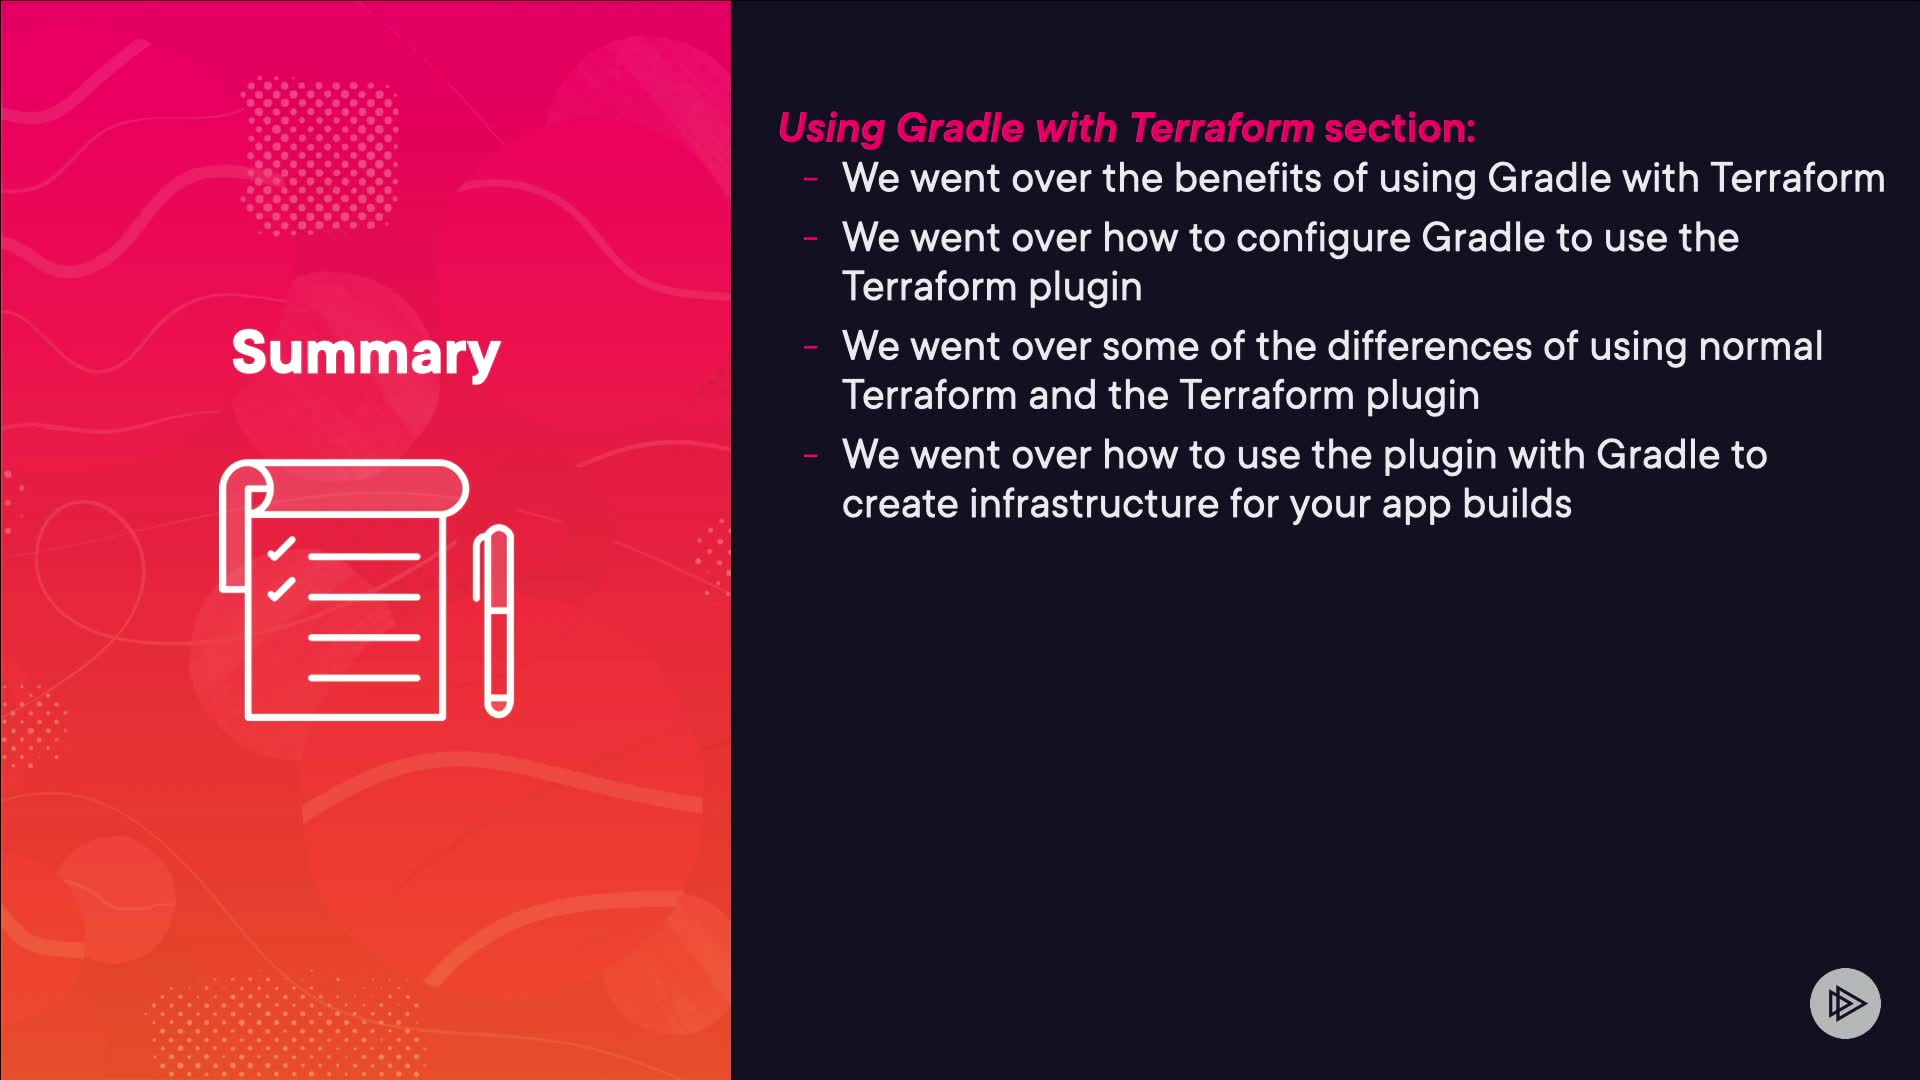 Summary
Using Gradle with Terraform section:
- We went over the benefits of using Gradle with Terraform
- We went over how to configure Gradle to use the
Terraform plugin
- We went over some of the differences of using normal
Terraform and the Terraform plugin
- We went over how to use the plugin with Gradle to
create infrastructure for your app builds